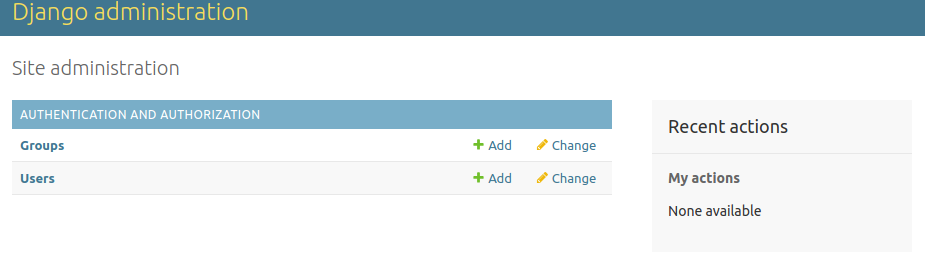 Django administration
Site administration
AUTHENTICATION AND AUTHORIZATION
Groups Add Change
Users Add Change
Recent actions
My actions
None available